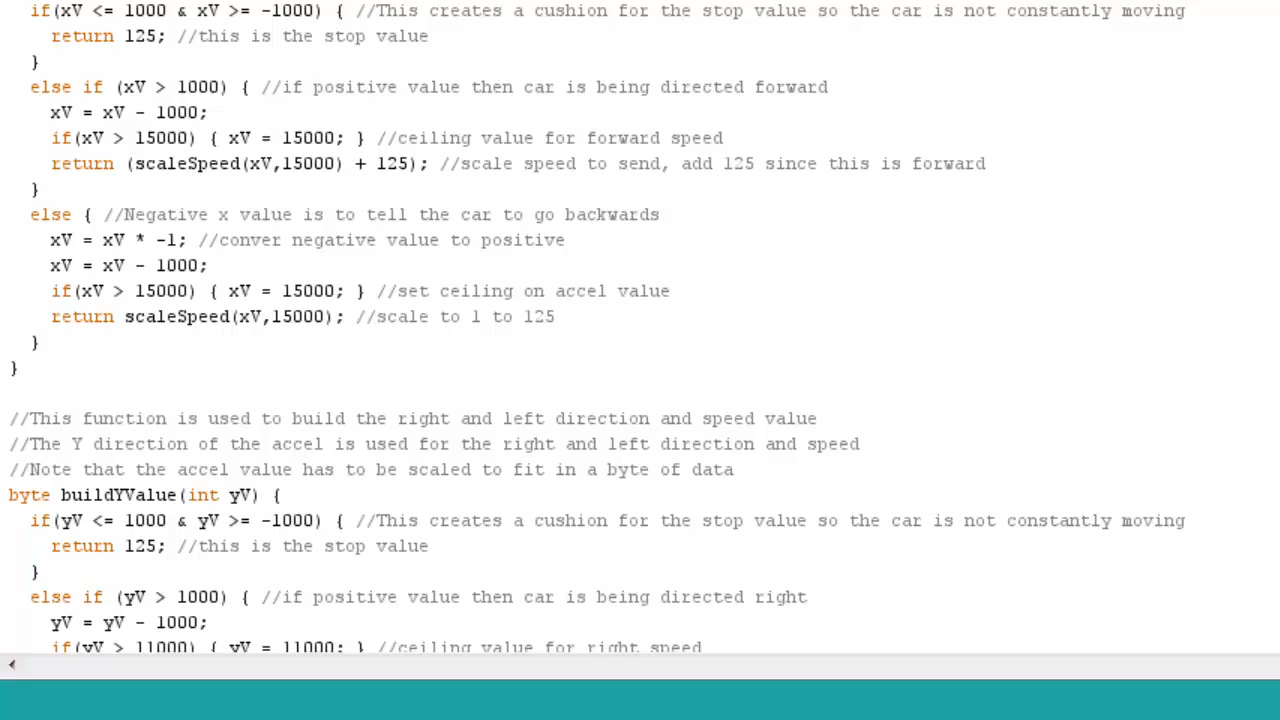 if(xV <= 1000 & xV >= -1000) { //This creates a cushion for the stop value so the car is not constantly moving
return 125; //this is the stop value
}
else if (xV > 1000) { //if positive value then car is being directed forward
xV = xV - 1000;
if(xV > 15000) { xV = 15000; } //ceiling value for forward speed
return (scaleSpeed(xV,15000) + 125); //scale speed to send, add 125 since this is forward
}
else { //Negative x value is to tell the car to go backwards
xV = xV * -1; //conver negative value to positive
xV = xV - 1000;
if(xV > 15000) { xV = 15000; } //set ceiling on accel value
return scaleSpeed(xV,15000); //scale to 1 to 125
}
}
//This function is used to build the right and left direction and speed value
//The Y direction of the accel is used for the right and left direction and speed
//Note that the accel value has to be scaled to fit in a byte of data
byte buildYValue(int yV) {
if(yV <= 1000 & yV >= -1000) { //This creates a cushion for the stop value so the car is not constantly moving
return 125; //this is the stop value
}
else if (yV > 1000) { //if positive value then car is being directed right
yV = yV - 1000;
if(yV > 11000) { yV = 11000; } //ceiling value for right speed